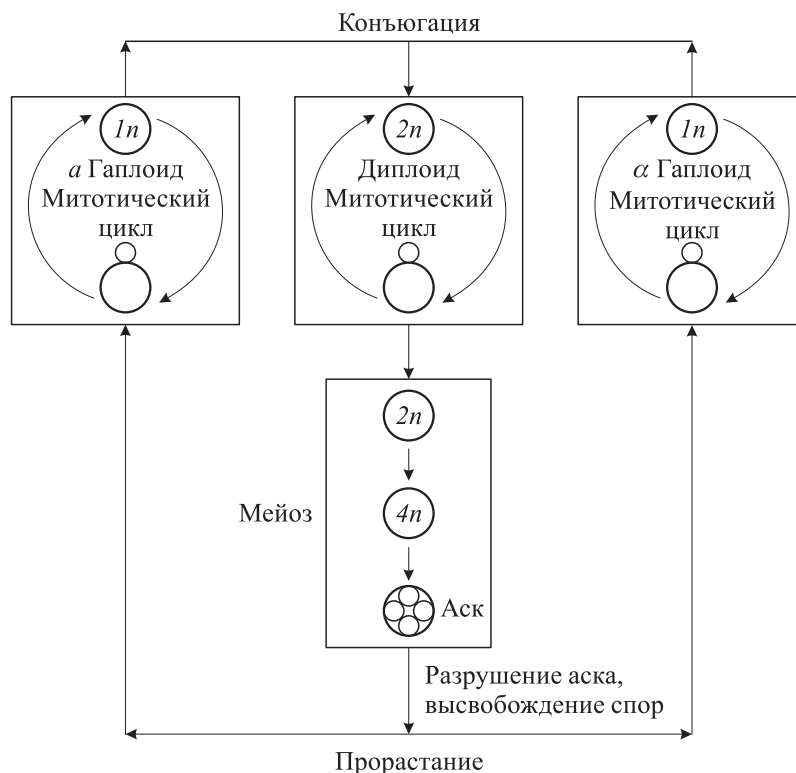 Конъюгация
1n
a Гаплоид
Митотический
цикл
2n
Диплоид
Митотический
цикл
1n
α Гаплоид
Митотический
цикл
2n
Мейоз
4n
Аск
Разрушение аска,
высвобождение спор
Прорастание